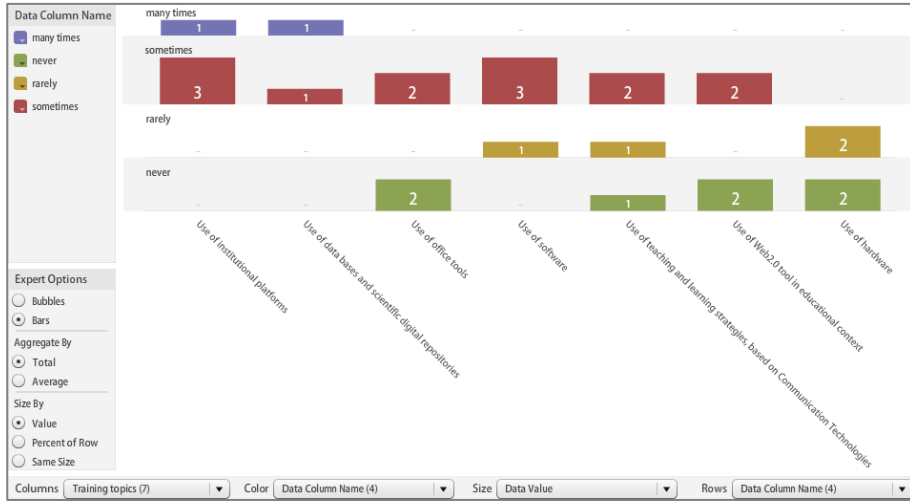 Data Column Name
many times
never
rarely
sometimes
many times
1 1 – – – – –
sometimes
3 1 2 3 2 2 –
rarely
– – – 1 1 – 2
never
– – 2 – 1 2 2
Use of institutional platforms
Use of data bases and scientific digital repositories
Use of office tools
Use of software
Use of teaching and learning strategies, based on Communication Technologies
Use of Web2.0 tool in educational context
Use of hardware
Expert Options
Bubbles
Bars
Aggregate By
Total
Average
Size By
Value
Percent of Row
Same Size
Columns Training topics (7) Color Data Column Name (4) Size Data Value Rows Data Column Name (4)